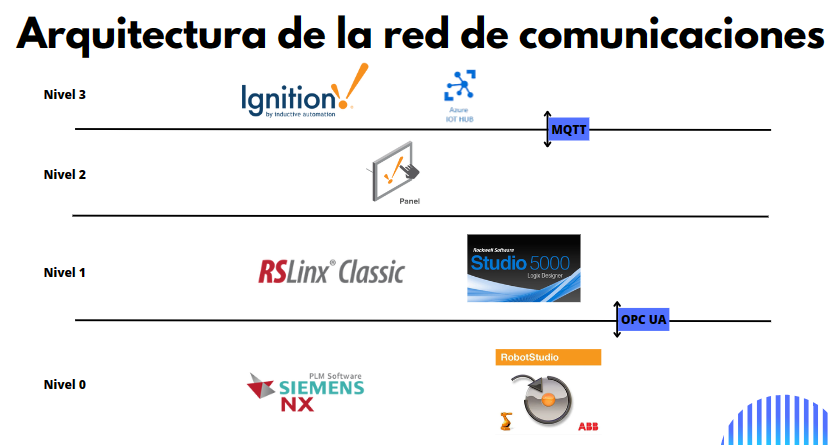 Arquitectura de la red de comunicaciones
Nivel 3
Ignition!
by inductive automation
Azure
IOT HUB
MQTT
Nivel 2
Panel
Nivel 1
RSLinx® Classic
Rockwell Software
Studio 5000
Logix Designer
OPC UA
Nivel 0
PLM Software
SIEMENS
NX
RobotStudio
ABB